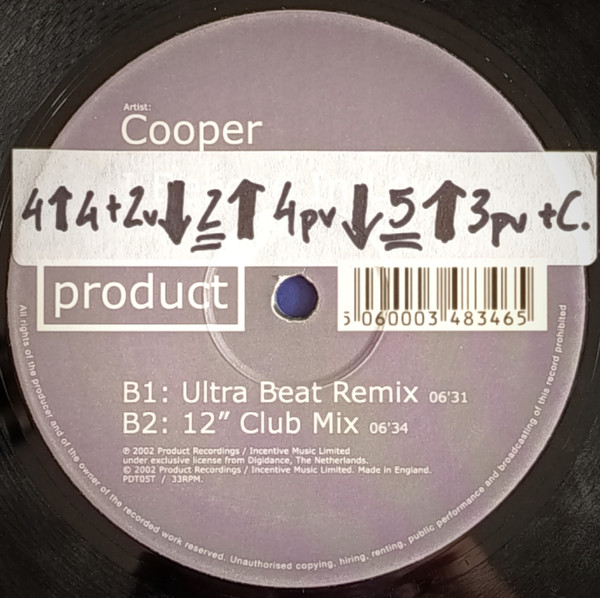 Artist:
Cooper
4↑4+2v↓2↑4pv↓5↑3pv+C.
product
5 060003 483465
B1: Ultra Beat Remix 06'31
B2: 12” Club Mix 06'34
℗ 2002 Product Recordings / Incentive Music Limited
under exclusive license from Digidance, The Netherlands.
© 2002 Product Recordings / Incentive Music Limited. Made in England.
PDT05T / 33RPM.
All rights of the producer and of the owner of the recorded work reserved. Unauthorised copying, hiring, renting, public performance and broadcasting of this record prohibited